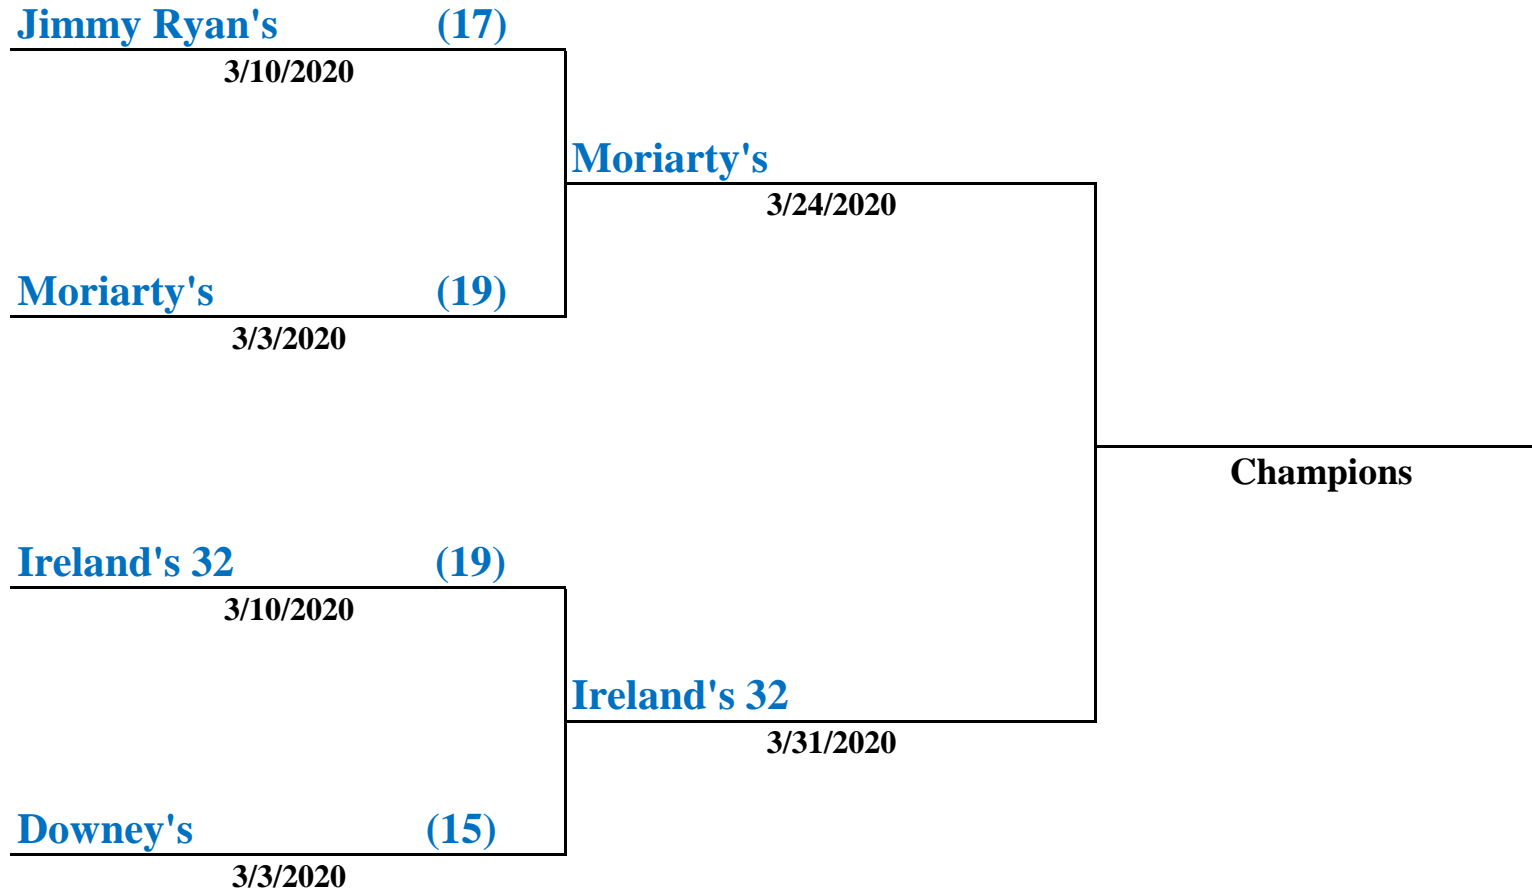 Jimmy Ryan's (17)
3/10/2020
Moriarty's
3/24/2020
Moriarty's (19)
3/3/2020
Champions
Ireland's 32 (19)
3/10/2020
Ireland's 32
3/31/2020
Downey's (15)
3/3/2020